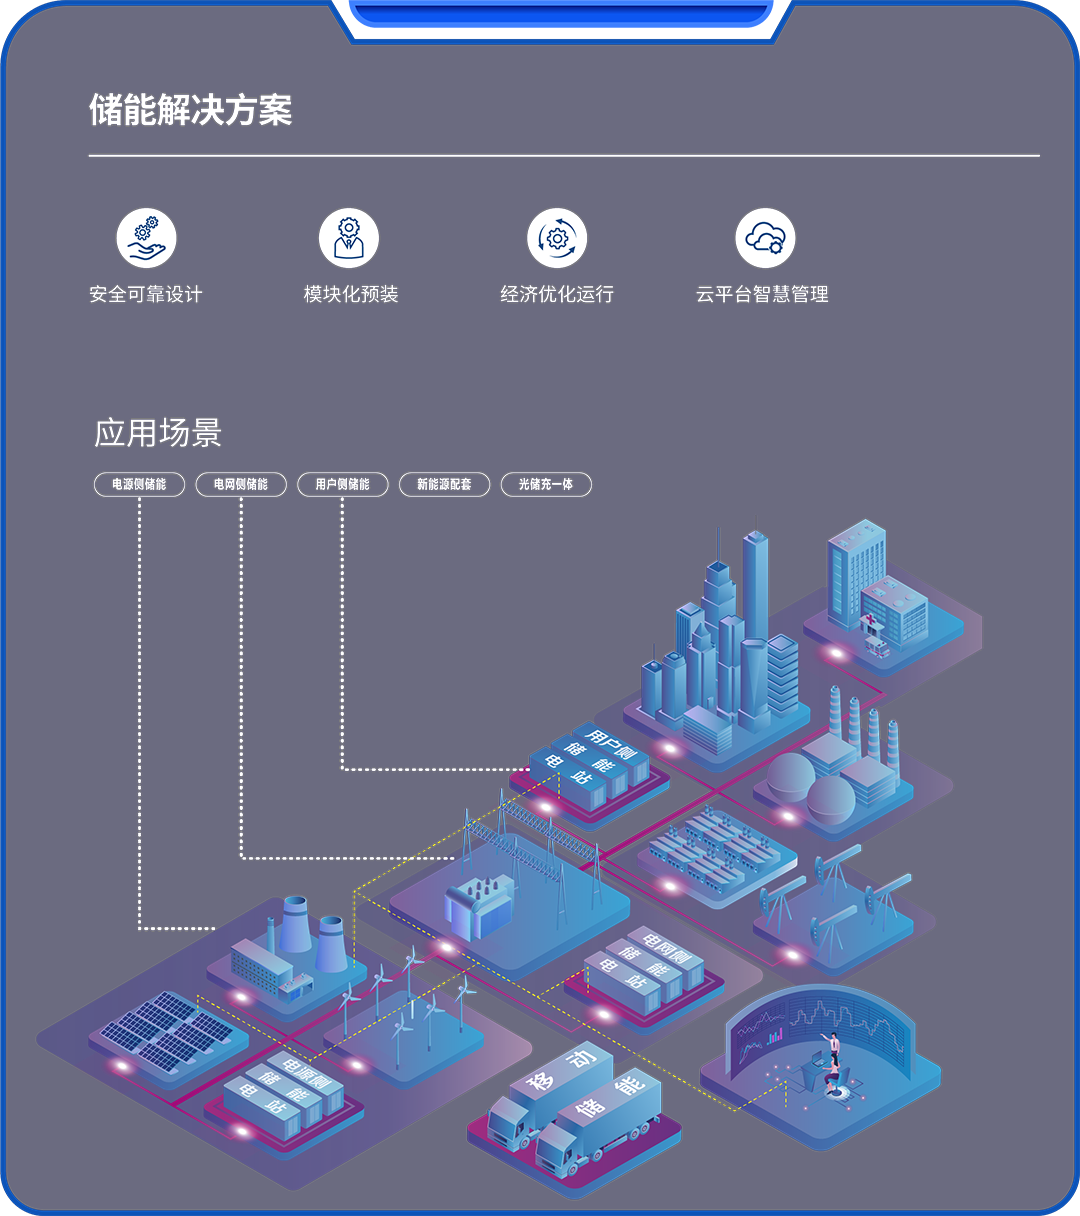 储能解决方案
安全可靠设计
模块化预装
经济优化运行
云平台智慧管理
应用场景
电源侧储能
电网侧储能
用户侧储能
新能源配套
光储充一体
用户侧
储能
电站
电网侧
储能
电站
电源侧
储能
电站
移动
储能